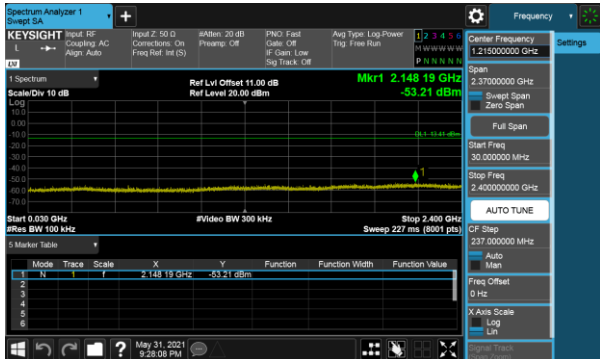 Spectrum Analyzer 1
Swept SA
Frequency
KEYSIGHT
L
Input: RF
Coupling: AC
Align: Auto
Input Z: 50 Ω
Corrections: On
Freq Ref: Int (S)
#Atten: 20 dB
Preamp: Off
PNO: Fast
Gate: Off
IF Gain: Low
Sig Track: Off
Avg Type: Log-Power
Trig: Free Run
1 2 3 4 5 6
M W W W W W
P N N N N N
1 Spectrum
Scale/Div 10 dB
Log
Ref Lvl Offset 11.00 dB
Ref Level 20.00 dBm
Mkr1 2.148 19 GHz
-53.21 dBm
10.0
0.00
-10.0
-20.0
-30.0
-40.0
-50.0
-60.0
-70.0
DL1 -13.41 dBm
1
Start 0.030 GHz
#Res BW 100 kHz
#Video BW 300 kHz
Stop 2.400 GHz
Sweep 227 ms (8001 pts)
5 Marker Table
Mode Trace Scale X Y Function Function Width Function Value
1 N 1 f 2.148 19 GHz -53.21 dBm
2
3
4
5
6
May 31, 2021
9:28:08 PM
Settings
Center Frequency
1.215000000 GHz
Span
2.37000000 GHz
Swept Span
Zero Span
Full Span
Start Freq
30.000000 MHz
Stop Freq
2.400000000 GHz
AUTO TUNE
CF Step
237.000000 MHz
Auto
Man
Freq Offset
0 Hz
X Axis Scale
Log
Lin
Signal Track